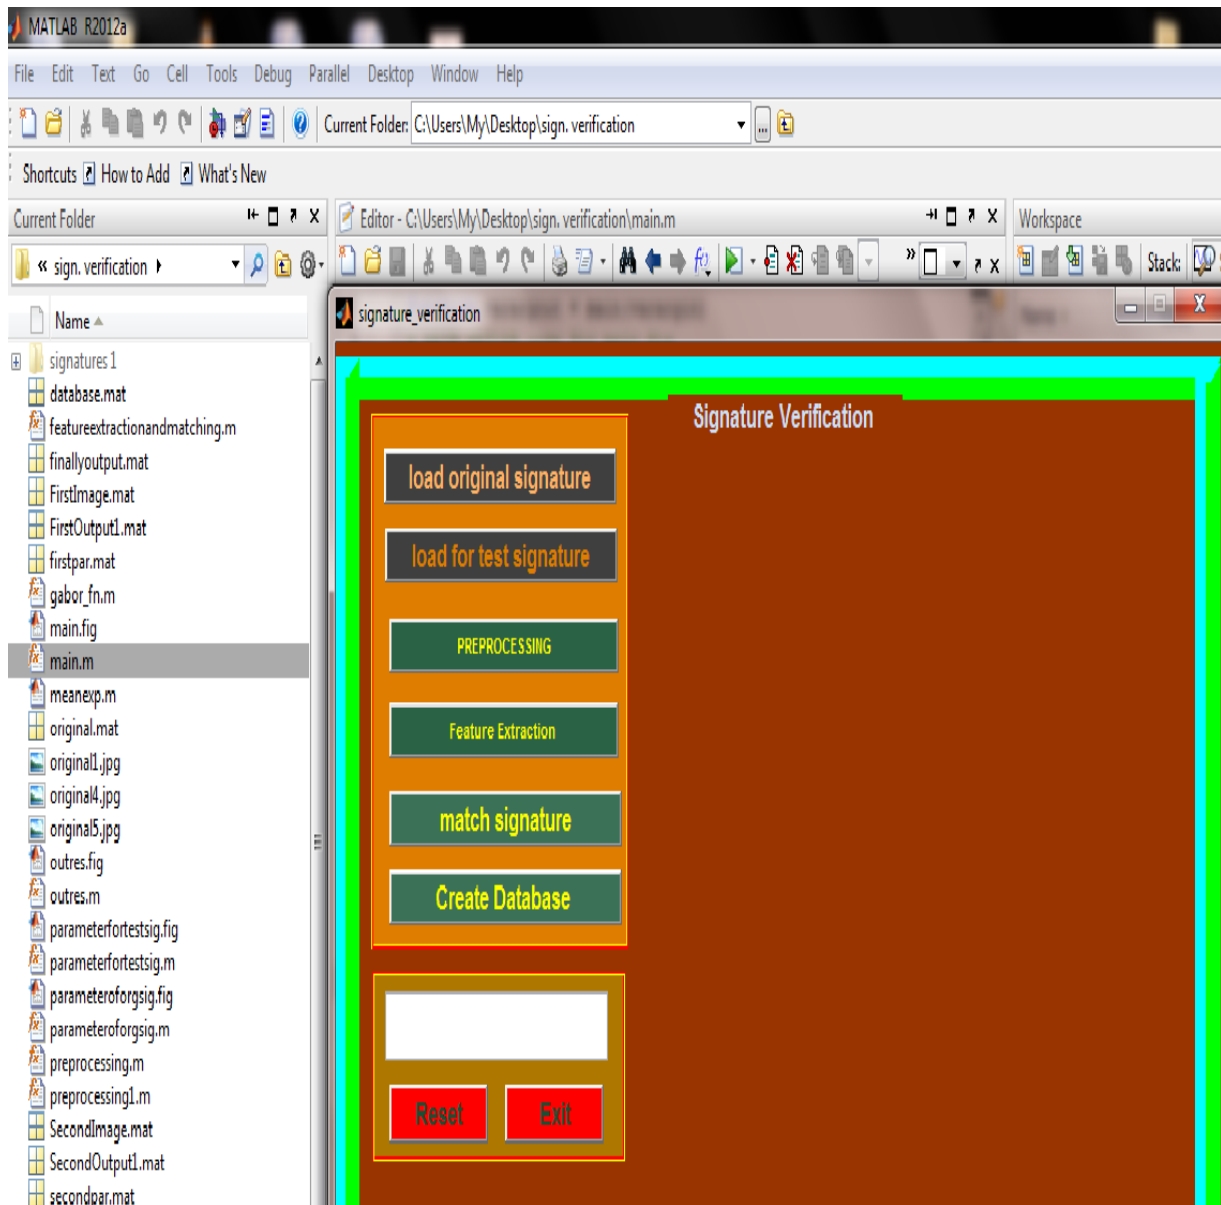 MATLAB R2012a
File Edit Text Go Cell Tools Debug Parallel Desktop Window Help
Current Folder: C:\Users\My\Desktop\sign. verification
Shortcuts How to Add What's New
Current Folder
« sign. verification
Name
signatures 1
database.mat
featureextractionandmatching.m
finallyoutput.mat
FirstImage.mat
FirstOutput1.mat
firstpar.mat
gabor_fn.m
main.fig
main.m
meanexp.m
original.mat
original1.jpg
original4.jpg
original5.jpg
outres.fig
outres.m
parameterfortestsig.fig
parameterfortestsig.m
parameteroforgsig.fig
parameteroforgsig.m
preprocessing.m
preprocessing1.m
SecondImage.mat
SecondOutput1.mat
secondpar.mat
Editor - C:\Users\My\Desktop\sign. verification\main.m
Workspace
Stack:
signature_verification
Signature Verification
load original signature
load for test signature
PREPROCESSING
Feature Extraction
match signature
Create Database
Reset Exit